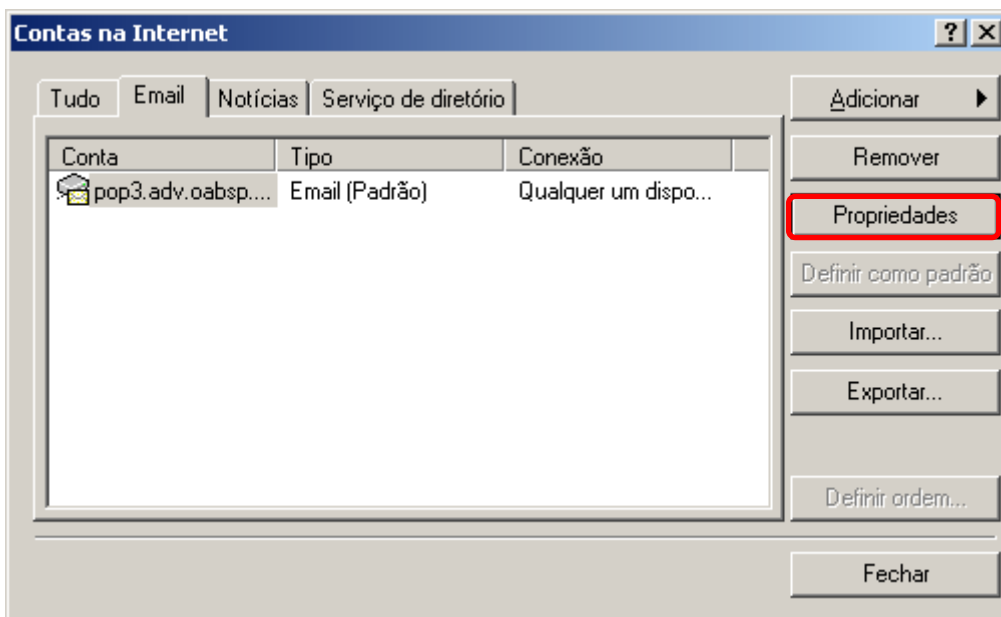 Contas na Internet
Tudo Email Notícias Serviço de diretório
Adicionar
Conta Tipo Conexão
Remover
pop3.adv.oabsp.... Email (Padrão) Qualquer um dispo...
Propriedades
Definir como padrão
Importar...
Exportar...
Definir ordem...
Fechar